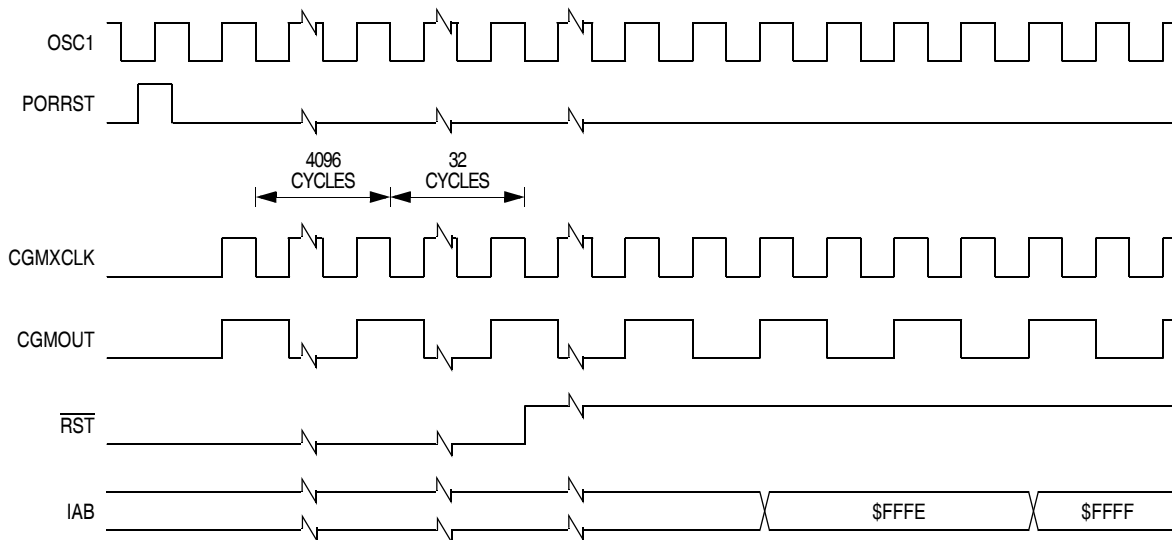 OSC1
PORRST
4096
CYCLES
32
CYCLES
CGMXCLK
CGMOUT
RST
IAB
$FFFE
$FFFF